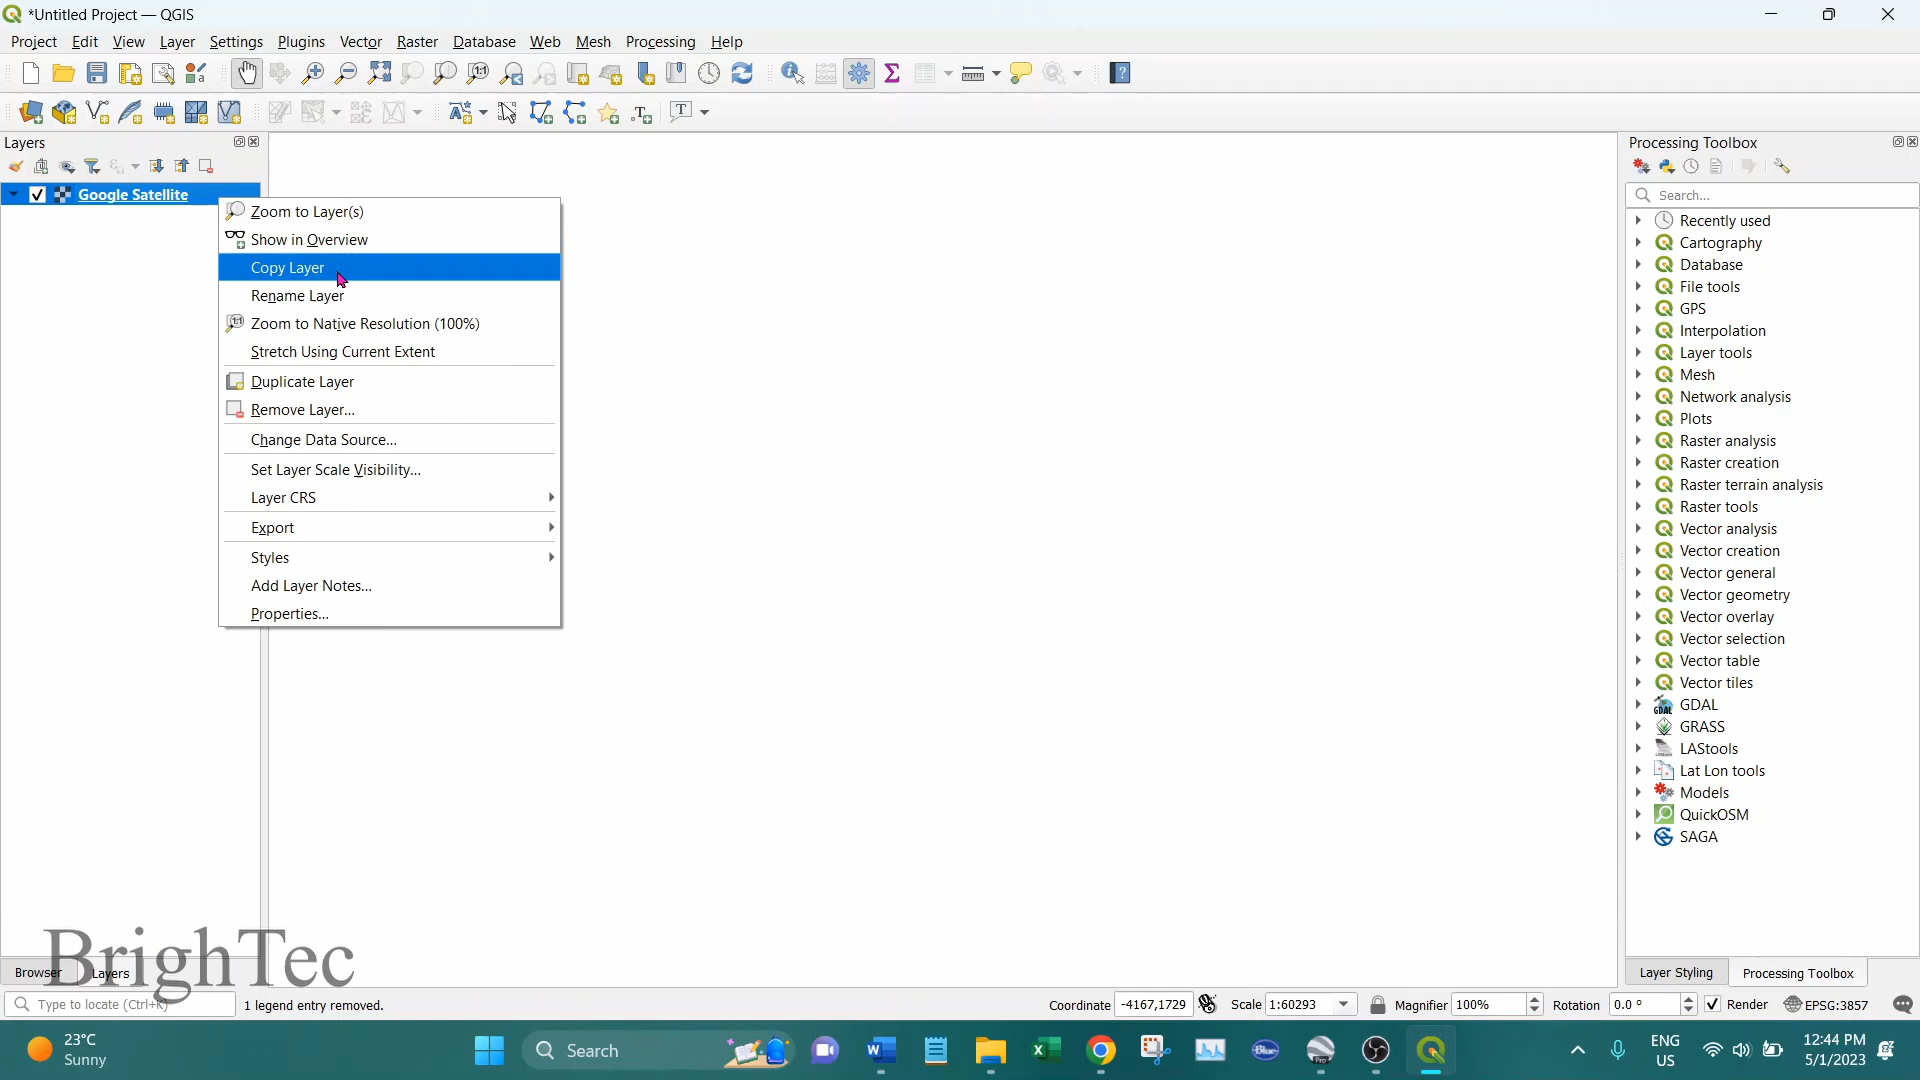 *Untitled Project — QGIS
Project Edit View Layer Settings Plugins Vector Raster Database Web Mesh Processing Help
Layers
Google Satellite
Zoom to Layer(s)
Show in Overview
Copy Layer
Rename Layer
Zoom to Native Resolution (100%)
Stretch Using Current Extent
Duplicate Layer
Remove Layer...
Change Data Source...
Set Layer Scale Visibility...
Layer CRS
Export
Styles
Add Layer Notes...
Properties...
Processing Toolbox
Search...
Recently used
Cartography
Database
File tools
GPS
Interpolation
Layer tools
Mesh
Network analysis
Plots
Raster analysis
Raster creation
Raster terrain analysis
Raster tools
Vector analysis
Vector creation
Vector general
Vector geometry
Vector overlay
Vector selection
Vector table
Vector tiles
GDAL
GRASS
LAStools
Lat Lon tools
Models
QuickOSM
SAGA
BrighTec
Browser Layers
Layer Styling Processing Toolbox
Type to locate (Ctrl+K) 1 legend entry removed. Coordinate -4167,1729 Scale 1:60293 Magnifier 100% Rotation 0.0 ° Render EPSG:3857
23°C
Sunny
Search
ENG
US
12:44 PM
5/1/2023